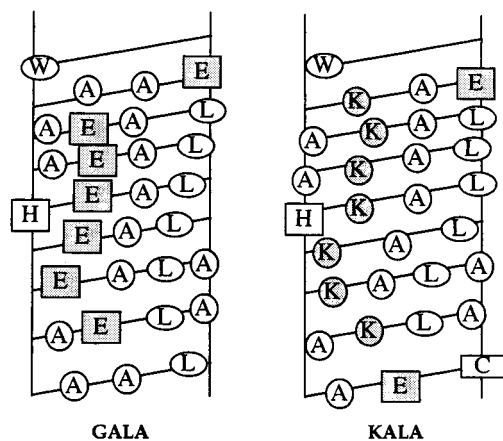 W
A A E
A E A L
A E A L
H E A L
E A L
E A L A
A E L A
A A L
GALA
W
K A E
A K A L
A K A L
H K A L
K A L
K A L A
A K L A
A E C
KALA